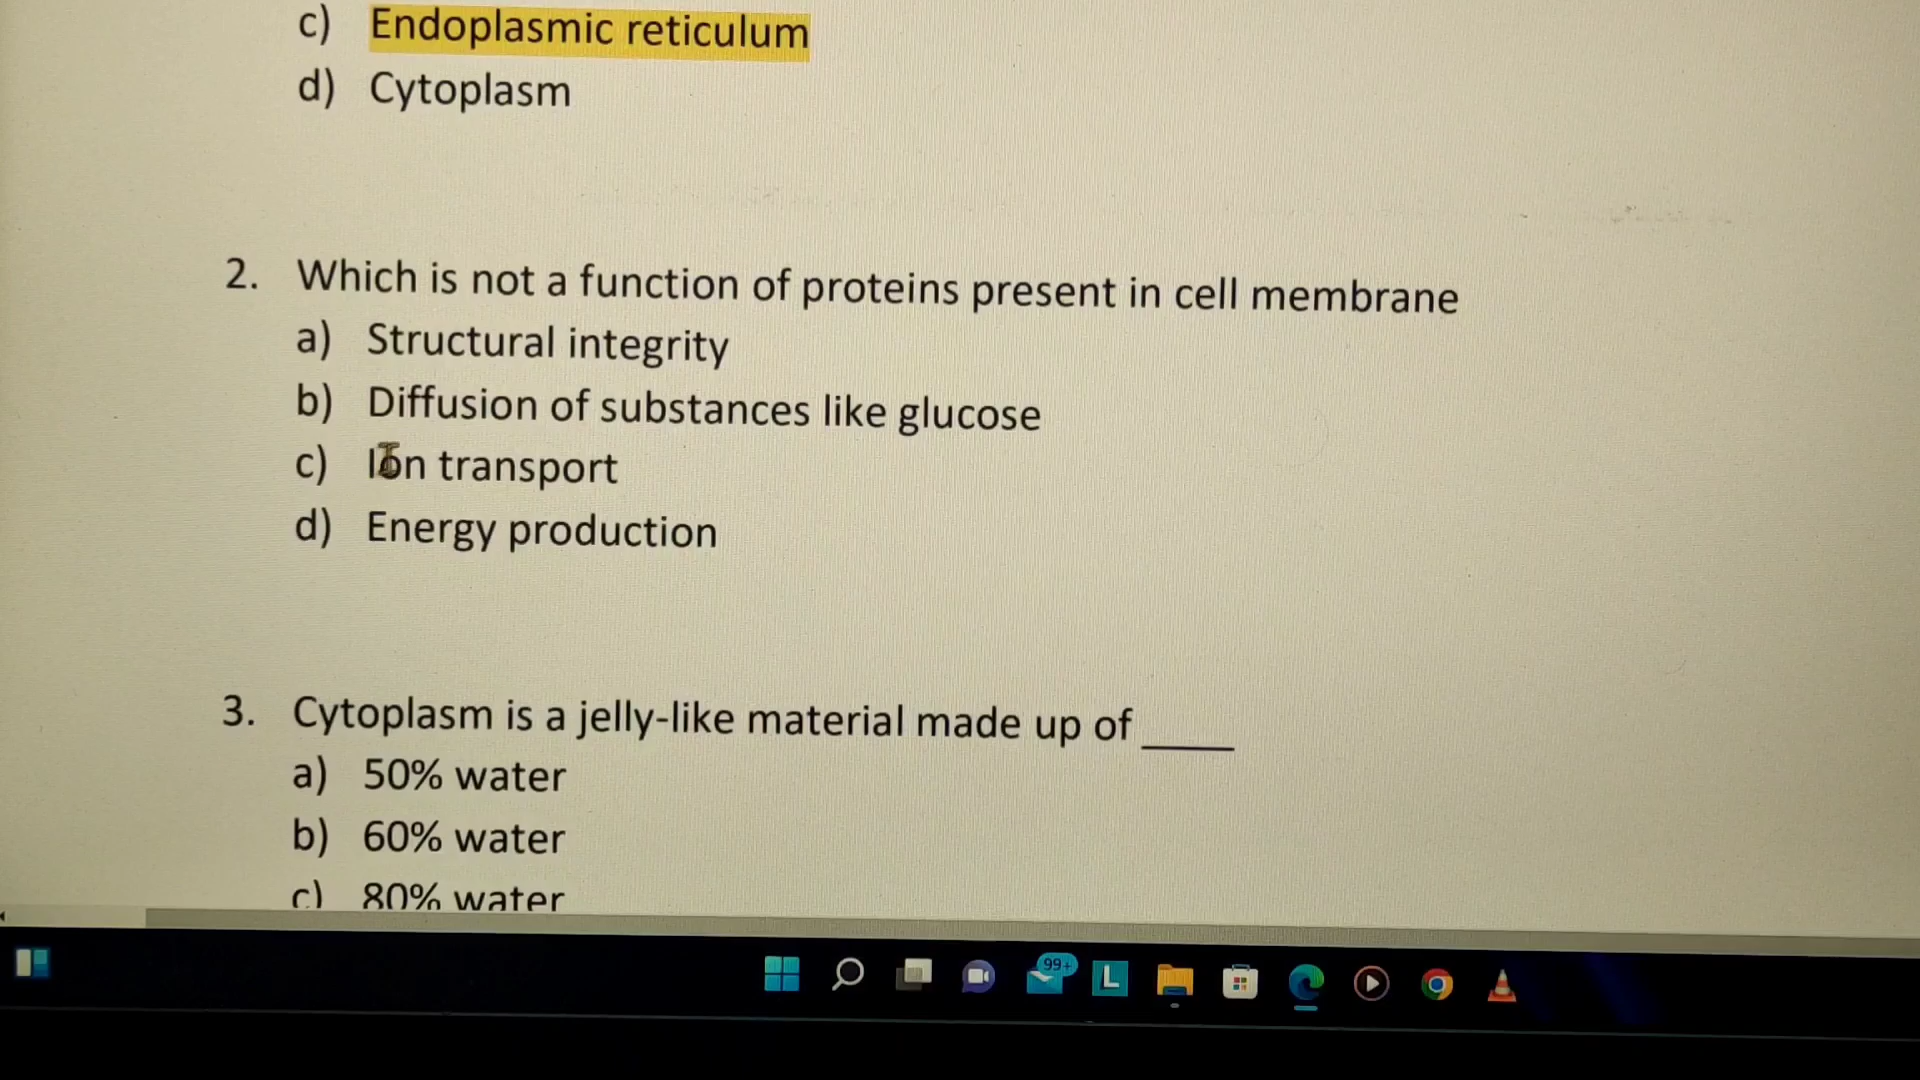 c) Endoplasmic reticulum
d) Cytoplasm
2. Which is not a function of proteins present in cell membrane
a) Structural integrity
b) Diffusion of substances like glucose
c) Ion transport
d) Energy production
3. Cytoplasm is a jelly-like material made up of ____
a) 50% water
b) 60% water
c) 80% water
99+
L